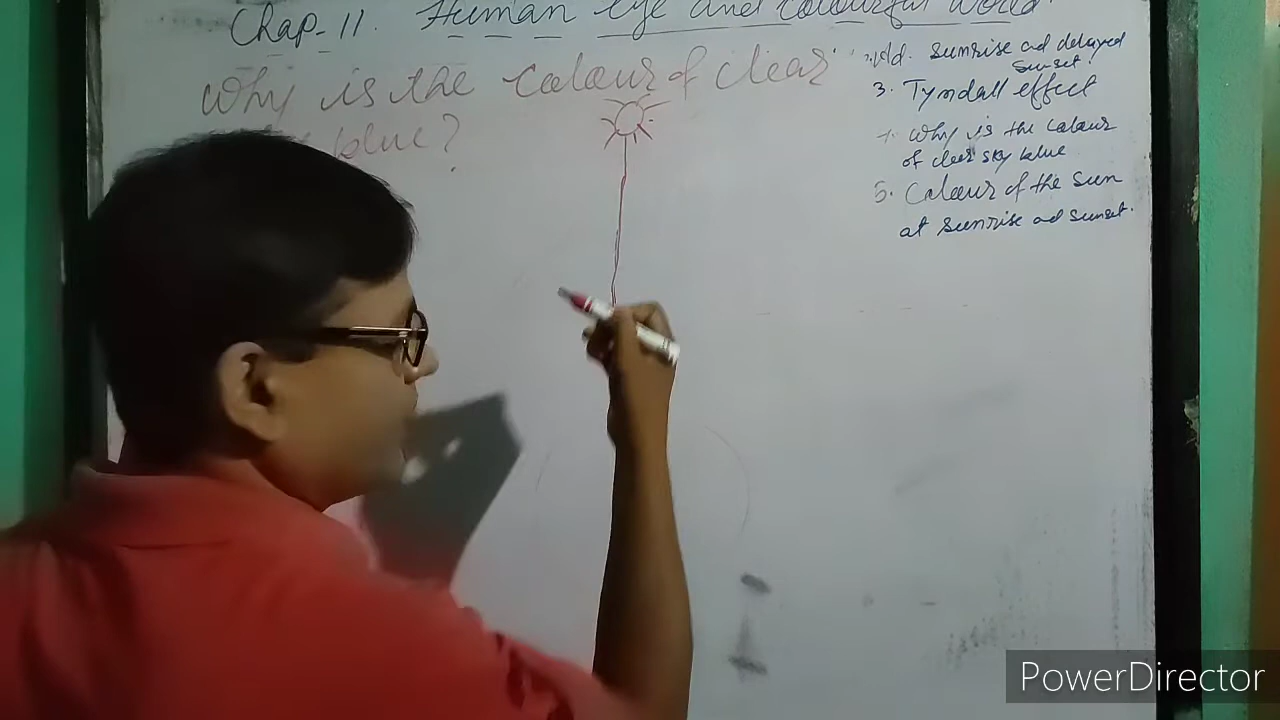 Chap-11. Human eye and colourful world.
Why is the colour of clear
blue?
Ad. sunrise and delayed
sunset.
3. Tyndall effect
Why is the colour
of clear sky blue
5. Colour of the sun
at sunrise and sunset.
PowerDirector